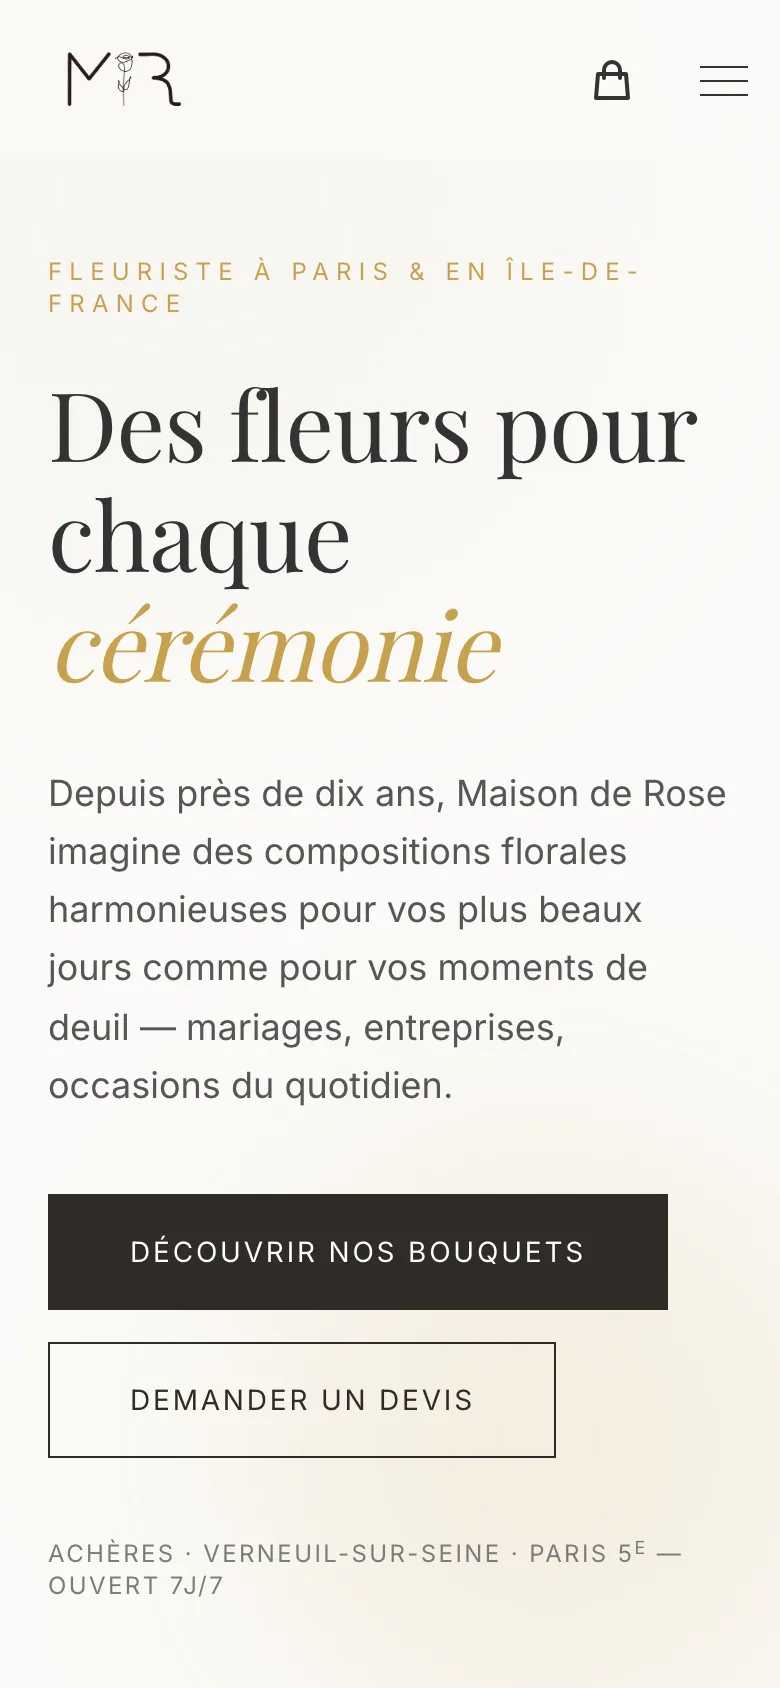 MR
FLEURISTE À PARIS & EN ÎLE-DE-
FRANCE
Des fleurs pour
chaque
cérémonie
Depuis près de dix ans, Maison de Rose
imagine des compositions florales
harmonieuses pour vos plus beaux
jours comme pour vos moments de
deuil — mariages, entreprises,
occasions du quotidien.
DÉCOUVRIR NOS BOUQUETS
DEMANDER UN DEVIS
ACHÈRES · VERNEUIL-SUR-SEINE · PARIS 5E —
OUVERT 7J/7